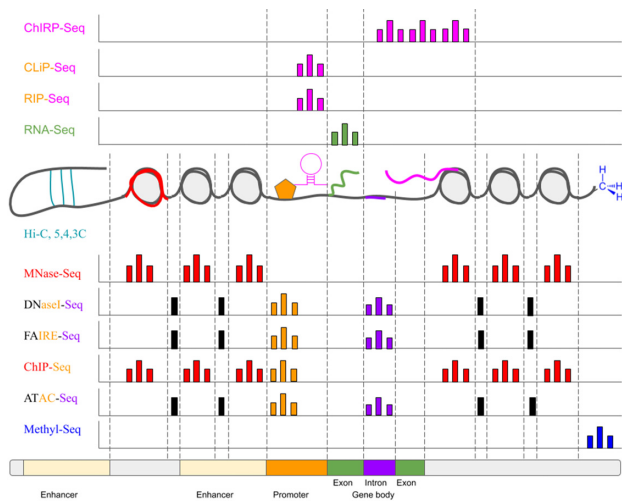 ChIRP-Seq
CLiP-Seq
RIP-Seq
RNA-Seq
H
H
C
H
H
Hi-C, 5,4,3C
MNase-Seq
DNaseI-Seq
FAIRE-Seq
ChIP-Seq
ATAC-Seq
Methyl-Seq
Exon Intron Exon
Enhancer Enhancer Promoter Gene body